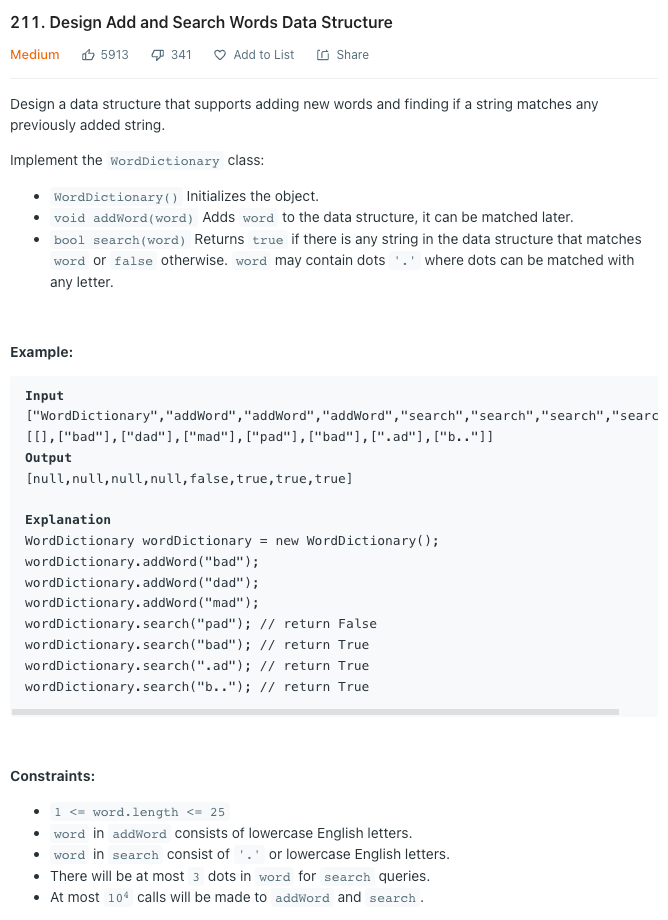 211. Design Add and Search Words Data Structure
Medium 5913 341 Add to List Share
Design a data structure that supports adding new words and finding if a string matches any
previously added string.
Implement the WordDictionary class:
• WordDictionary() Initializes the object.
• void addWord(word) Adds word to the data structure, it can be matched later.
• bool search(word) Returns true if there is any string in the data structure that matches
word or false otherwise. word may contain dots '.' where dots can be matched with
any letter.
Example:
Input
["WordDictionary","addWord","addWord","addWord","search","search","search","searc
[[],["bad"],["dad"],["mad"],["pad"],["bad"],[".ad"],["b.."]]
Output
[null,null,null,null,false,true,true,true]
Explanation
WordDictionary wordDictionary = new WordDictionary();
wordDictionary.addWord("bad");
wordDictionary.addWord("dad");
wordDictionary.addWord("mad");
wordDictionary.search("pad"); // return False
wordDictionary.search("bad"); // return True
wordDictionary.search(".ad"); // return True
wordDictionary.search("b.."); // return True
Constraints:
• 1 <= word.length <= 25
• word in addWord consists of lowercase English letters.
• word in search consist of '.' or lowercase English letters.
• There will be at most 3 dots in word for search queries.
• At most 10⁴ calls will be made to addWord and search.